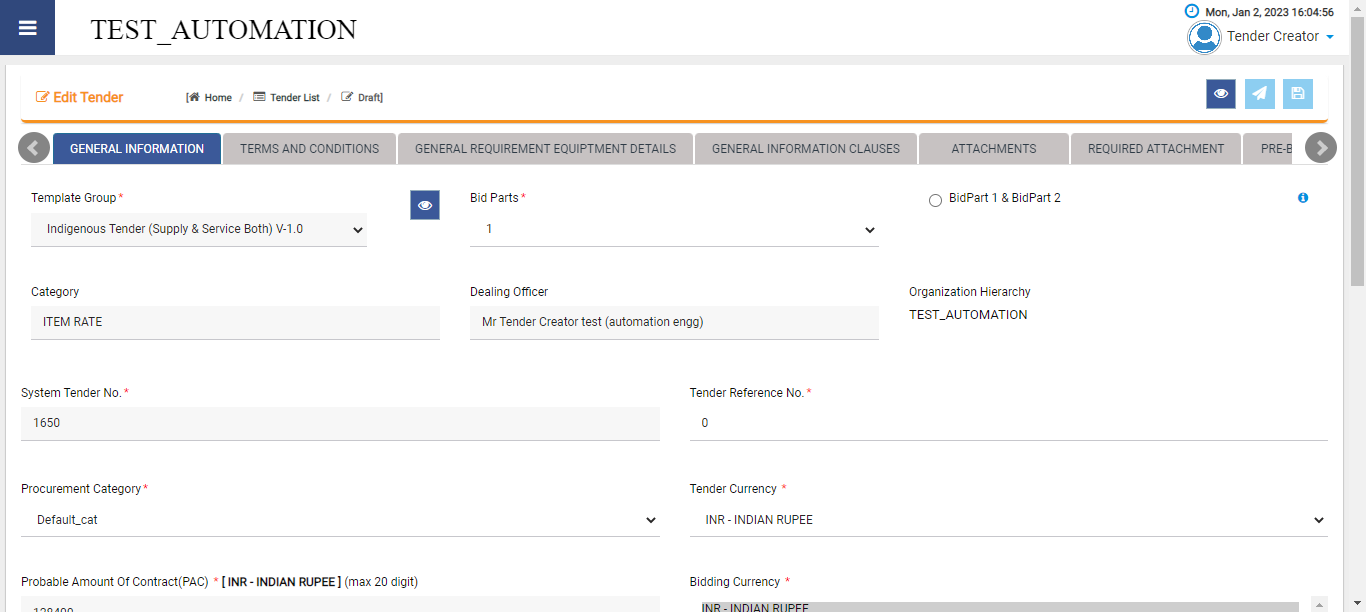 TEST_AUTOMATION
Mon, Jan 2, 2023 16:04:56
Tender Creator
Edit Tender
[ Home / Tender List / Draft]
GENERAL INFORMATION
TERMS AND CONDITIONS
GENERAL REQUIREMENT EQUIPTMENT DETAILS
GENERAL INFORMATION CLAUSES
ATTACHMENTS
REQUIRED ATTACHMENT
PRE-B
Template Group *
Bid Parts *
BidPart 1 & BidPart 2
Indigenous Tender (Supply & Service Both) V-1.0
1
Category
Dealing Officer
Organization Hierarchy
ITEM RATE
Mr Tender Creator test (automation engg)
TEST_AUTOMATION
System Tender No. *
Tender Reference No. *
1650
0
Procurement Category *
Tender Currency *
Default_cat
INR - INDIAN RUPEE
Probable Amount Of Contract(PAC) * [ INR - INDIAN RUPEE ] (max 20 digit)
Bidding Currency *
INR - INDIAN RUPEE